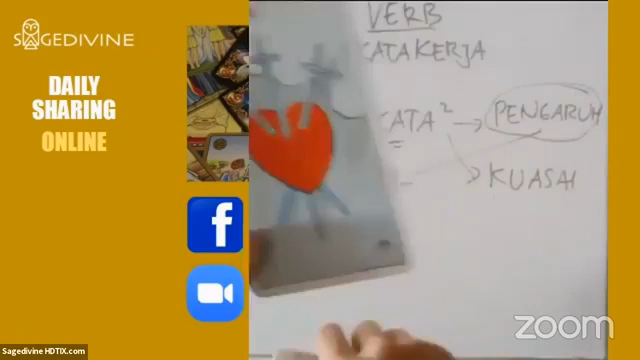 SAGEDIVINE
DAILY
SHARING
ONLINE
VERB
KATA KERJA
KATA² → PENGARUH
KUASAI
zoom
Sagedivine HDTIX.com